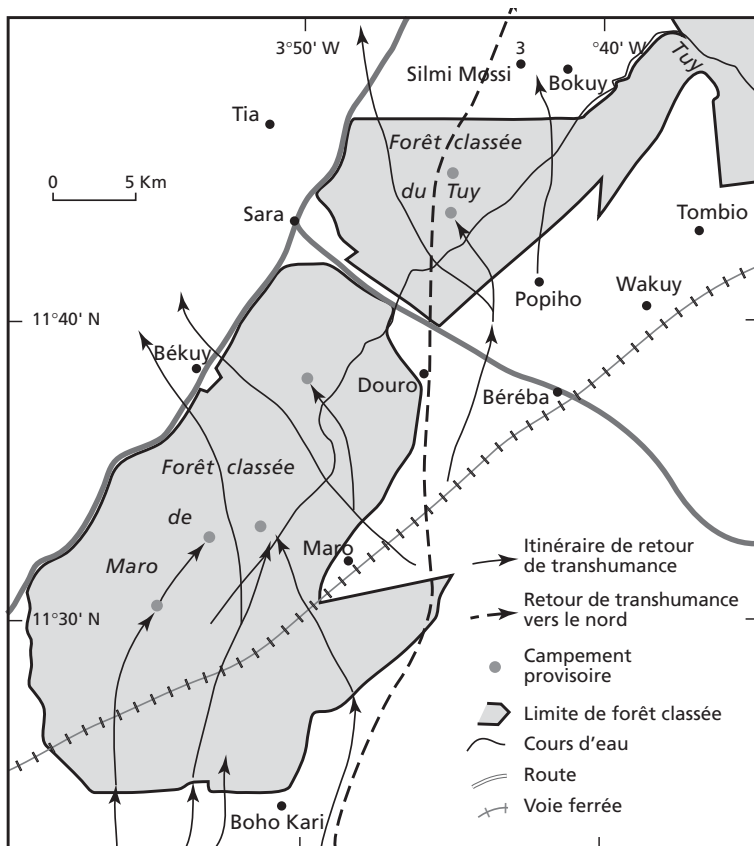 3°50' W
3
°40' W
Silmi Mossi
Bokuy
Tuy
Tia
Forêt classée
du Tuy
0
5 Km
Sara
Tombio
Popiho
Wakuy
11°40' N
Békuy
Douro
Béréba
Forêt classée
de
Maro
Maro
11°30' N
Boho Kari
Itinéraire de retour
de transhumance
Retour de transhumance
vers le nord
Campement
provisoire
Limite de forêt classée
Cours d'eau
Route
Voie ferrée